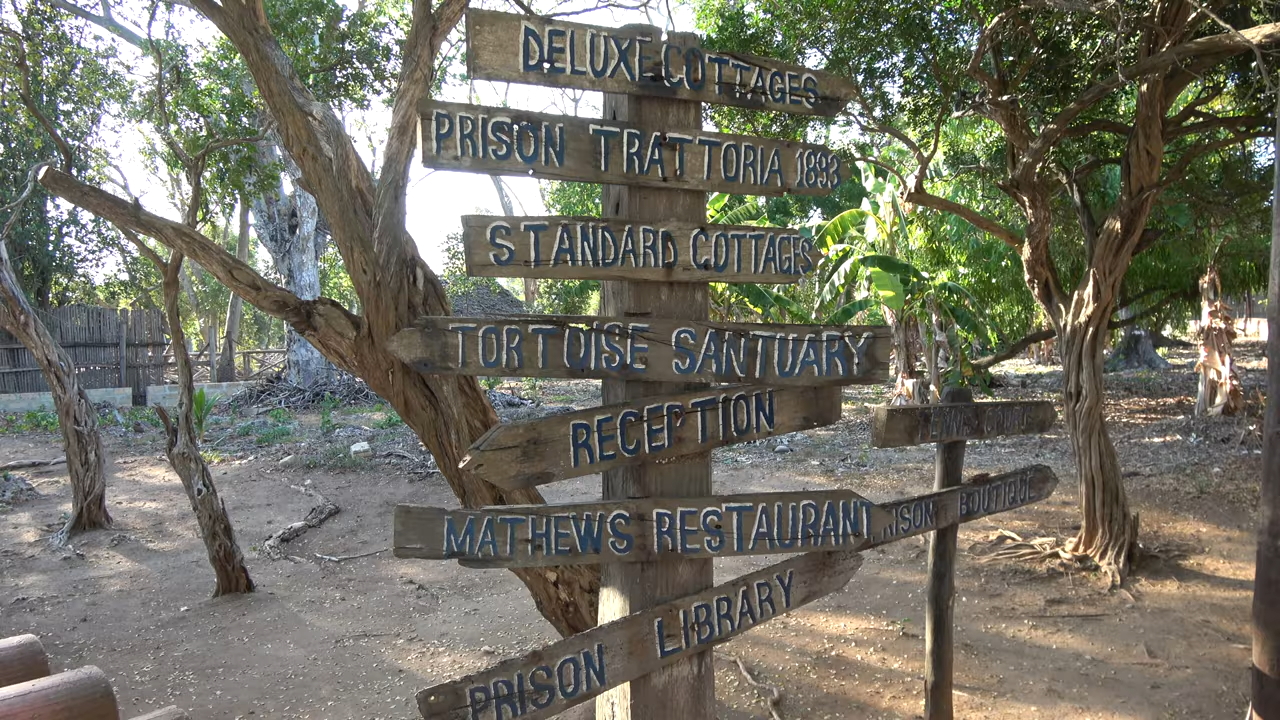 DELUXE COTTAGES
PRISON TRATTORIA 1893
STANDARD COTTAGES
TORTOISE SANTUARY
RECEPTION
MATHEWS RESTAURANT
BOUTIQUE
PRISON LIBRARY